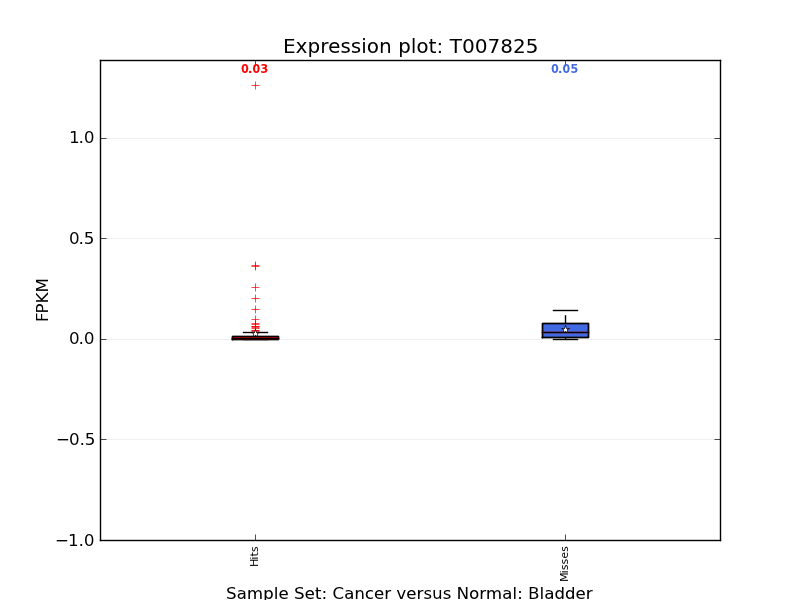 Expression plot: T007825
0.03
0.05
1.0
0.5
0.0
−0.5
−1.0
FPKM
Hits
Misses
Sample Set: Cancer versus Normal: Bladder